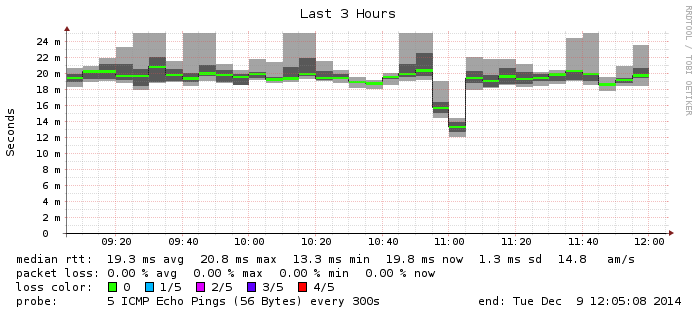 Last 3 Hours
RRDTOOL / TOBI OETIKER
Seconds
24 m
22 m
20 m
18 m
16 m
14 m
12 m
10 m
8 m
6 m
4 m
2 m
0
09:20 09:40 10:00 10:20 10:40 11:00 11:20 11:40 12:00
median rtt: 19.3 ms avg 20.8 ms max 13.3 ms min 19.8 ms now 1.3 ms sd 14.8 am/s
packet loss: 0.00 % avg 0.00 % max 0.00 % min 0.00 % now
loss color: 0 1/5 2/5 3/5 4/5
probe: 5 ICMP Echo Pings (56 Bytes) every 300s end: Tue Dec 9 12:05:08 2014